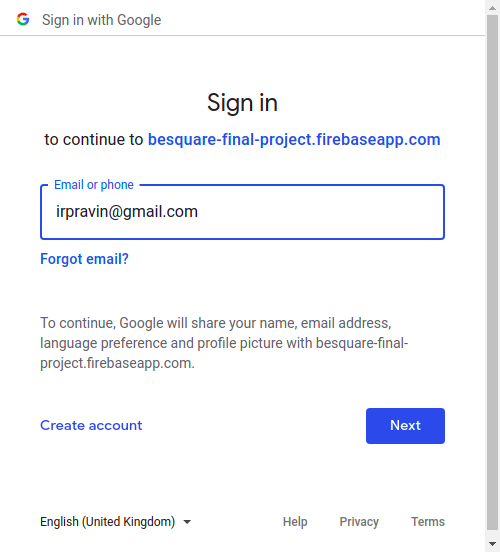 Sign in with Google
Sign in
to continue to besquare-final-project.firebaseapp.com
Email or phone
irpravin@gmail.com
Forgot email?
To continue, Google will share your name, email address,
language preference and profile picture with besquare-final-
project.firebaseapp.com.
Create account
Next
English (United Kingdom)
Help
Privacy
Terms